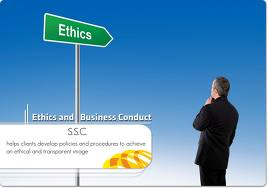 Ethics
Ethics and Business Conduct
S.S.C.
helps clients develop policies and procedures to achieve
an ethical and transparent image